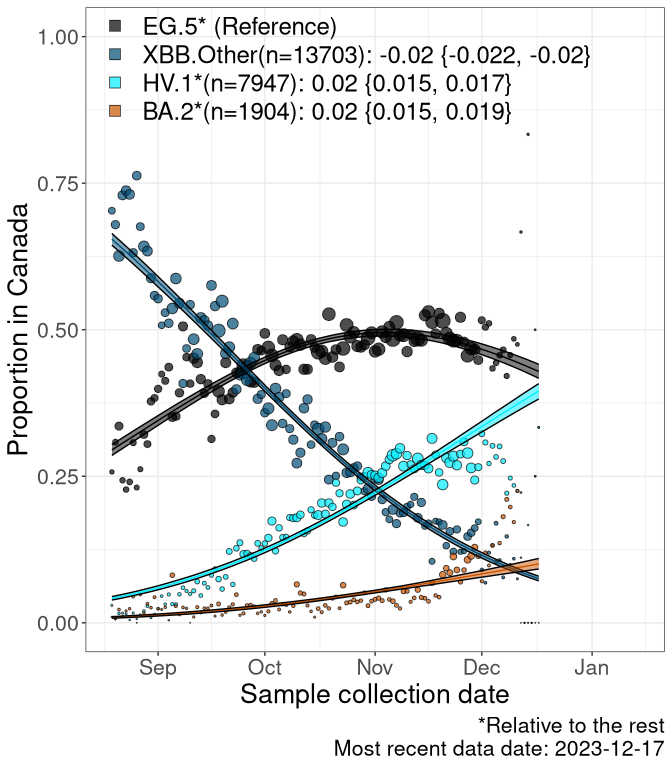 EG.5* (Reference)
XBB.Other(n=13703): -0.02 {-0.022, -0.02}
HV.1*(n=7947): 0.02 {0.015, 0.017}
BA.2*(n=1904): 0.02 {0.015, 0.019}
Proportion in Canada
1.00
0.75
0.50
0.25
0.00
Sep Oct Nov Dec Jan
Sample collection date
*Relative to the rest
Most recent data date: 2023-12-17